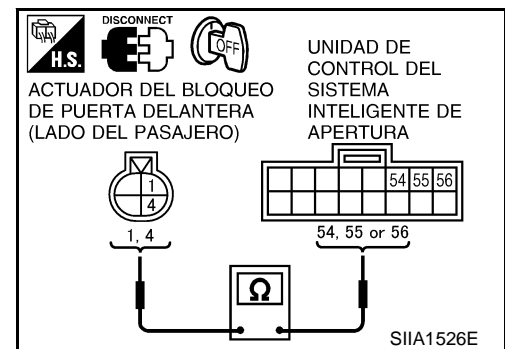 DISCONNECT
OFF
H.S.
ACTUADOR DEL BLOQUEO
DE PUERTA DELANTERA
(LADO DEL PASAJERO)
UNIDAD DE
CONTROL DEL
SISTEMA
INTELIGENTE DE
APERTURA
1
4
54 55 56
1, 4
54, 55 or 56
Ω
SIIA1526E